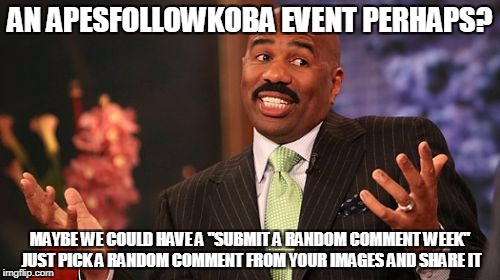 AN APESFOLLOWKOBA EVENT PERHAPS?
MAYBE WE COULD HAVE A "SUBMIT A RANDOM COMMENT WEEK"
JUST PICK A RANDOM COMMENT FROM YOUR IMAGES AND SHARE IT
imgflip.com